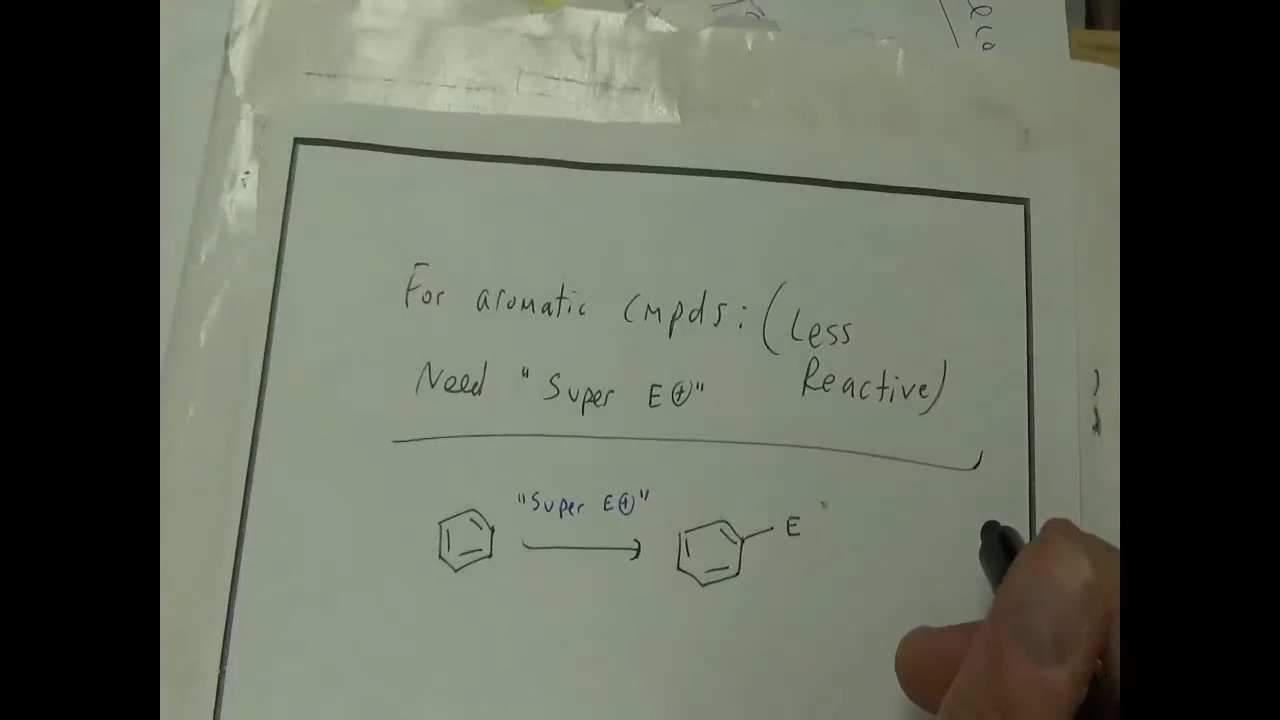 For aromatic cmpds: (Less
Need "Super E⊕" Reactive)
"Super E⊕"
E